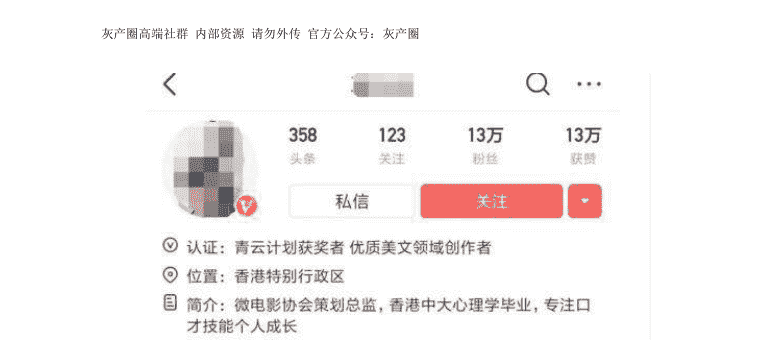 灰产圈高端社群 内部资源 请勿外传 官方公众号：灰产圈
358 123 13万 13万
头条 关注 粉丝 获赞
私信 关注
认证：青云计划获奖者 优质美文领域创作者
位置：香港特别行政区
简介：微电影协会策划总监，香港中大心理学毕业，专注口
才技能个人成长